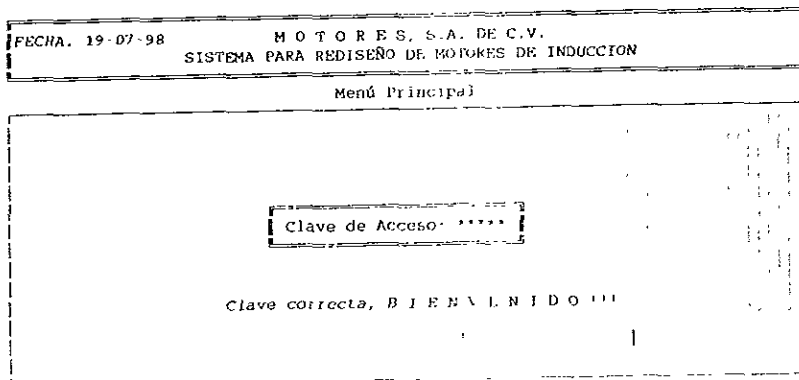 FECHA. 19-07-98 M O T O R E S, S.A. DE C.V.
SISTEMA PARA REDISEÑO DE MOTORES DE INDUCCION
Menú Principal
Clave de Acceso: *****
Clave correcta, B I E N V E N I D O !!!